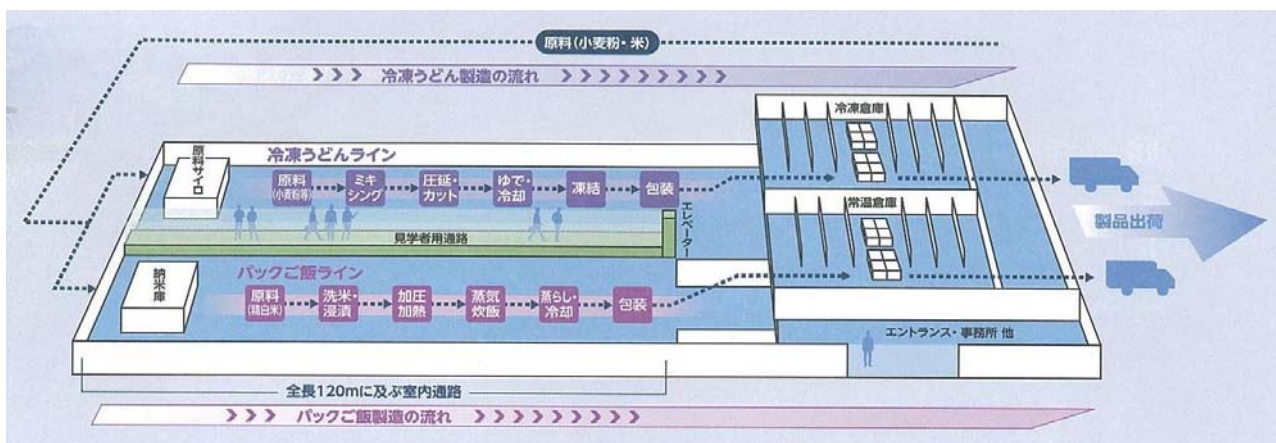 原料(小麦粉・米)
冷凍うどん製造の流れ
冷凍倉庫
原料サイロ
冷凍うどんライン
原料
(小麦粉等)
ミキ
シング
圧延・
カット
ゆで・
冷却
凍結
包装
エレベーター
常温倉庫
製品出荷
見学者用通路
納米庫
パックご飯ライン
原料
(精白米)
洗米・
浸漬
加圧
加熱
蒸気
炊飯
蒸らし・
冷却
包装
エントランス・事務所 他
全長120mに及ぶ室内通路
パックご飯製造の流れ